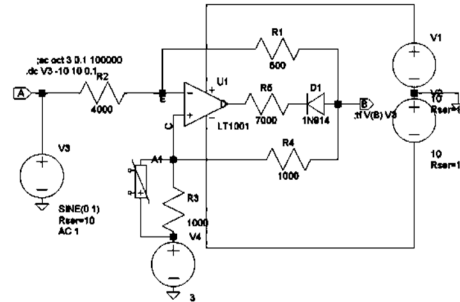 ;ac oct 3 0.1 100000
.dc V3 -10 10 0.1
R2
4000
A
E
V3
SINE(0 1)
Rser=10
AC 1
R1
500
U1
LT1001
D
C
R5
7000
D1
1N914
B
.tf V(B) V3
R4
1000
A1
R3
1000
V4
3
V1
10
10